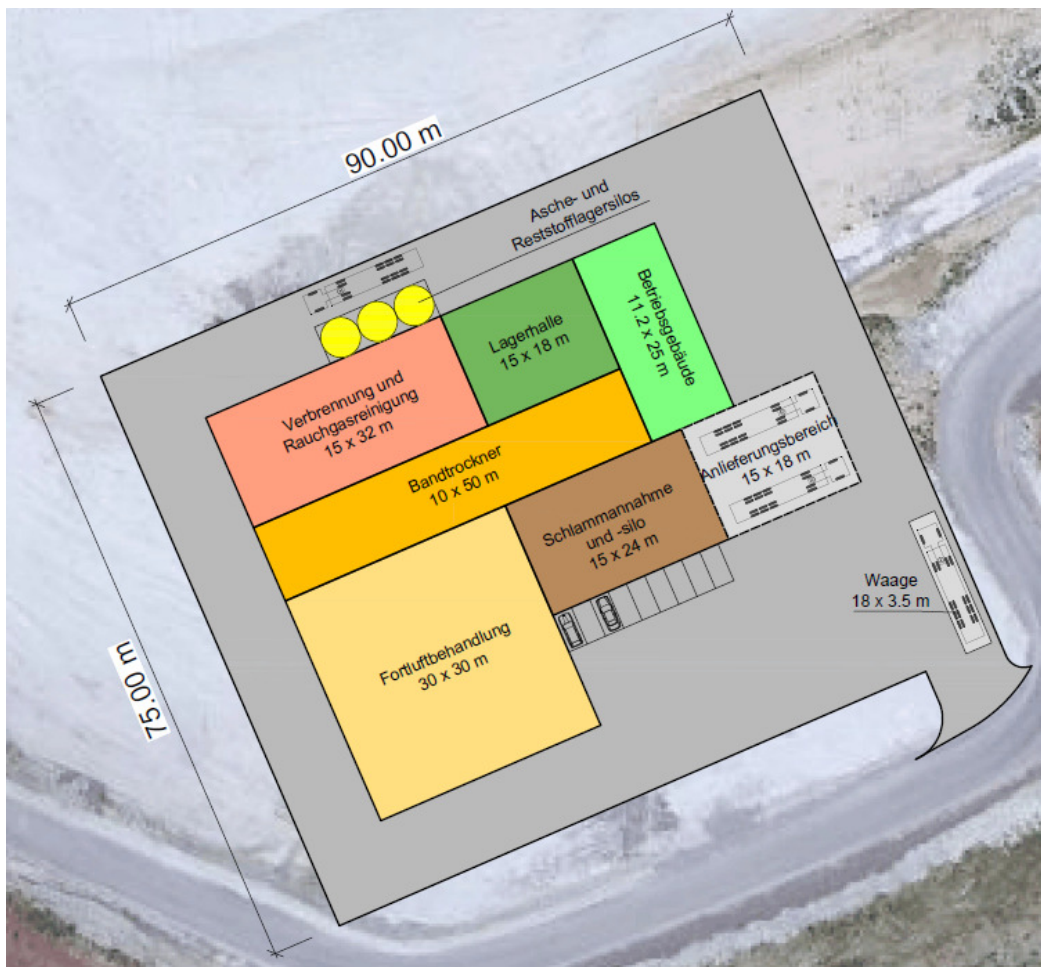 90.00 m
Asche- und
Reststofflagersilos
Lagerhalle
15 x 18 m
Betriebsgebäude
11.2 x 25 m
Verbrennung und
Rauchgasreinigung
15 x 32 m
Bandtrockner
10 x 50 m
Anlieferungsbereich
15 x 18 m
Schlammannahme
und -silo
15 x 24 m
Waage
18 x 3.5 m
Fortluftbehandlung
30 x 30 m
75.00 m